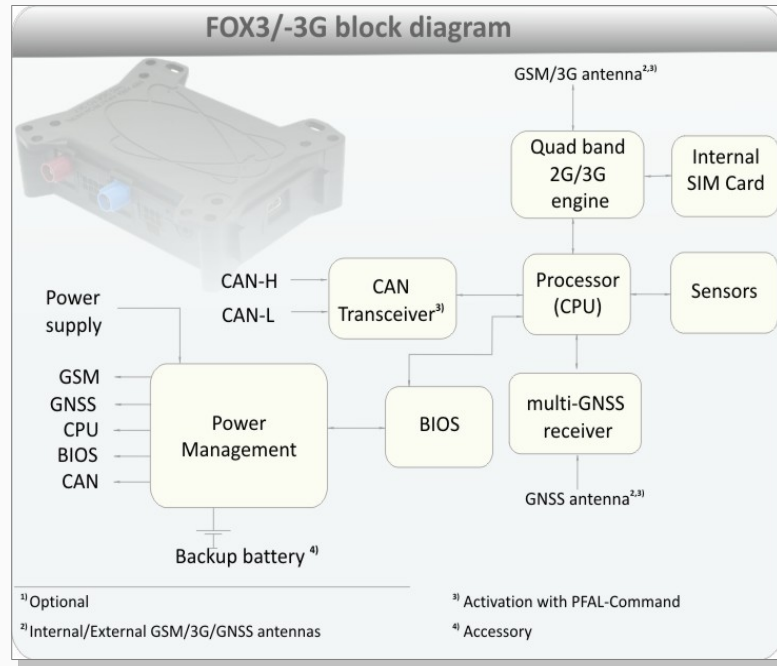 FOX3/-3G block diagram
GSM/3G antenna2,3)
Quad band
2G/3G
engine
Internal
SIM Card
CAN-H
CAN-L
CAN
Transceiver3)
Processor
(CPU)
Sensors
Power
supply
GSM
GNSS
CPU
BIOS
CAN
Power
Management
BIOS
multi-GNSS
receiver
GNSS antenna2,3)
Backup battery 4)
1) Optional
2) Internal/External GSM/3G/GNSS antennas
3) Activation with PFAL-Command
4) Accessory